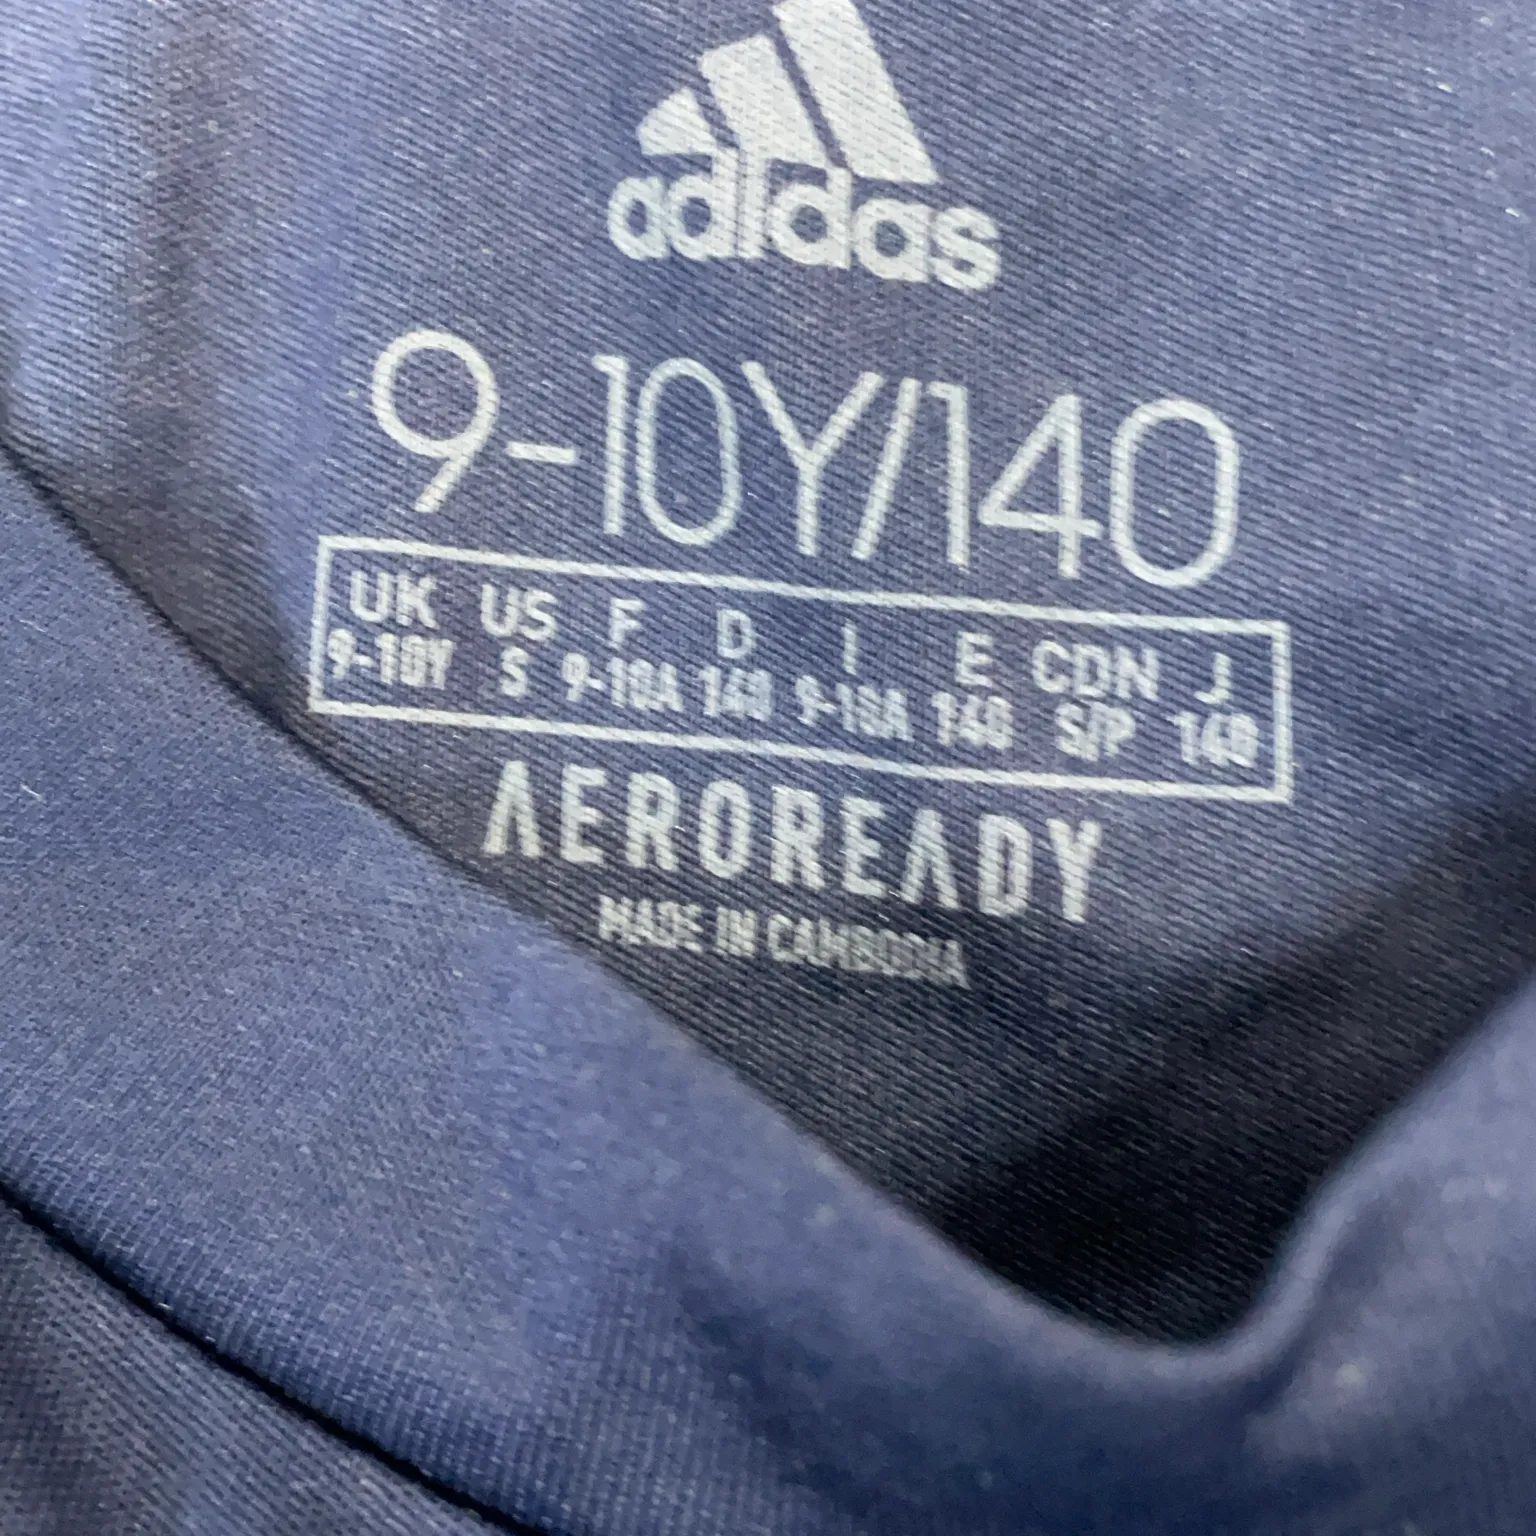 adidas
9-10Y/140
UK US F D I E CDN J
9-10Y S 9-10A 140 9-10A 140 S/P 140
AEROREADY
MADE IN CAMBODIA